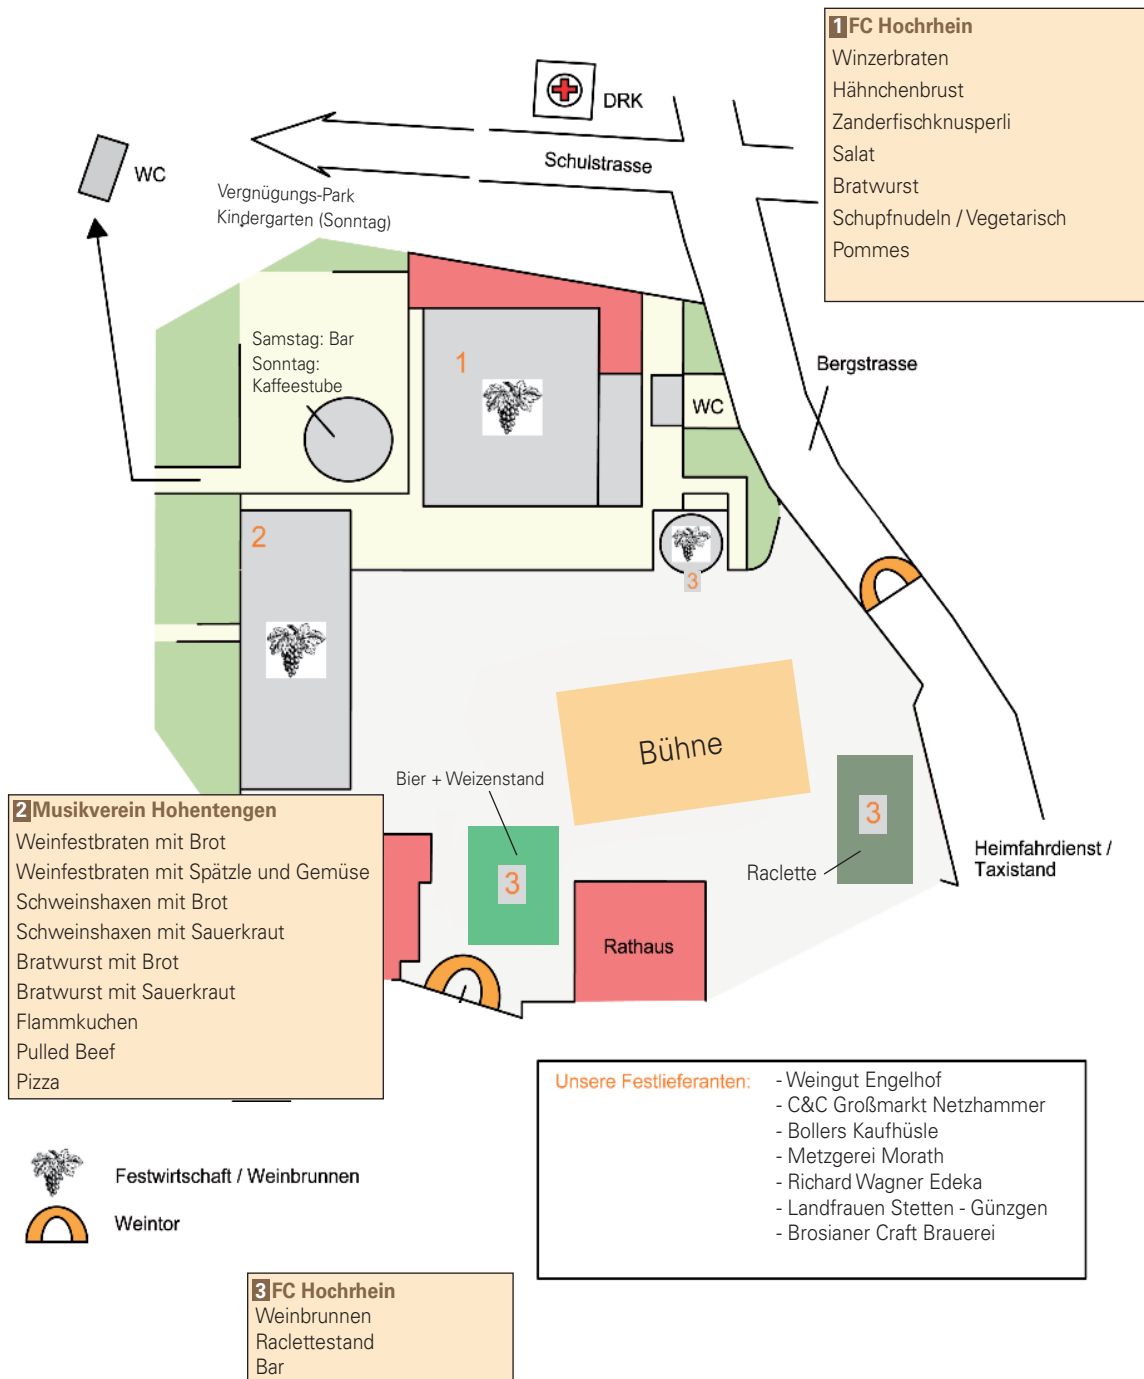 1 FC Hochrhein
Winzerbraten
Hähnchenbrust
Zanderfischknusperli
Salat
Bratwurst
Schupfnudeln / Vegetarisch
Pommes
DRK
Schulstrasse
WC
Vergnügungs-Park
Kindergarten (Sonntag)
Samstag: Bar
Sonntag:
Kaffeestube
1
WC
Bergstrasse
2
3
Bühne
Bier + Weizenstand
3
3
Raclette
Heimfahrdienst /
Taxistand
Rathaus
2 Musikverein Hohentengen
Weinfestbraten mit Brot
Weinfestbraten mit Spätzle und Gemüse
Schweinshaxen mit Brot
Schweinshaxen mit Sauerkraut
Bratwurst mit Brot
Bratwurst mit Sauerkraut
Flammkuchen
Pulled Beef
Pizza
Unsere Festlieferanten:
- Weingut Engelhof
- C&C Großmarkt Netzhammer
- Bollers Kaufhüsle
- Metzgerei Morath
- Richard Wagner Edeka
- Landfrauen Stetten - Günzgen
- Brosianer Craft Brauerei
Festwirtschaft / Weinbrunnen
Weintor
3 FC Hochrhein
Weinbrunnen
Raclettestand
Bar